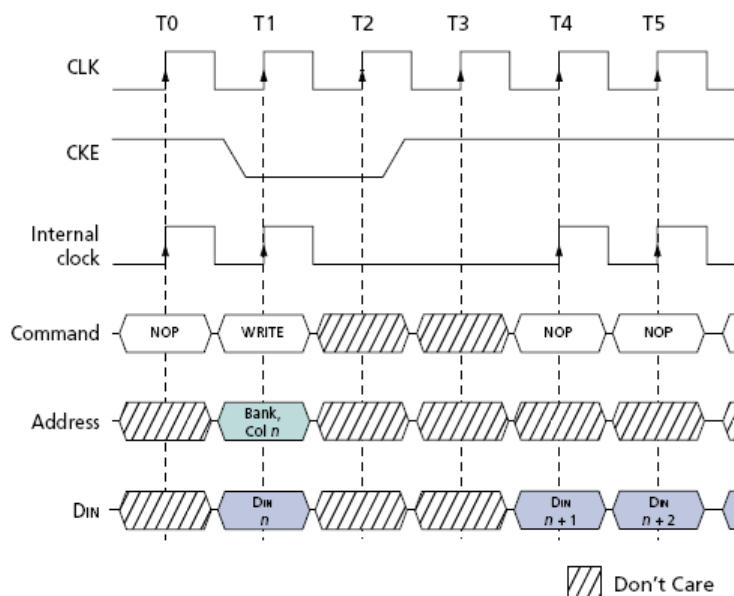 T0 T1 T2 T3 T4 T5
CLK
CKE
Internal
clock
Command NOP WRITE NOP NOP
Address Bank,
Col n
DIN DIN
n DIN
n + 1 DIN
n + 2
Don't Care